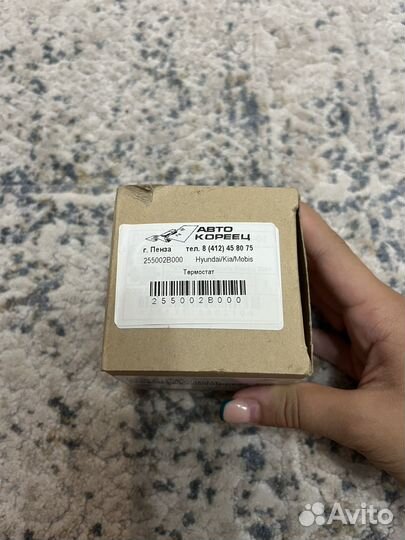 АВТО
КОРЕЕЦ
г. Пенза тел. 8 (412) 45 80 75
255002B000 Hyundai/Kia/Mobis
Термостат
255002B000
Avito